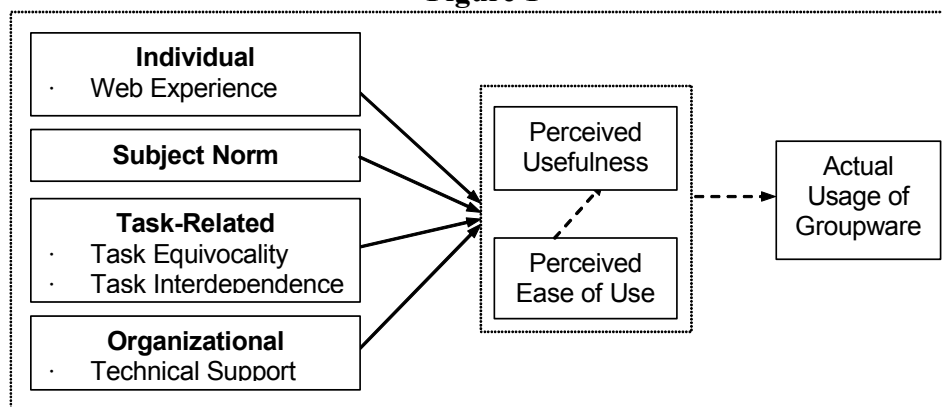 Figure
Individual
· Web Experience
Subject Norm
Task-Related
· Task Equivocality
· Task Interdependence
Organizational
· Technical Support
Perceived
Usefulness
Perceived
Ease of Use
Actual
Usage of
Groupware